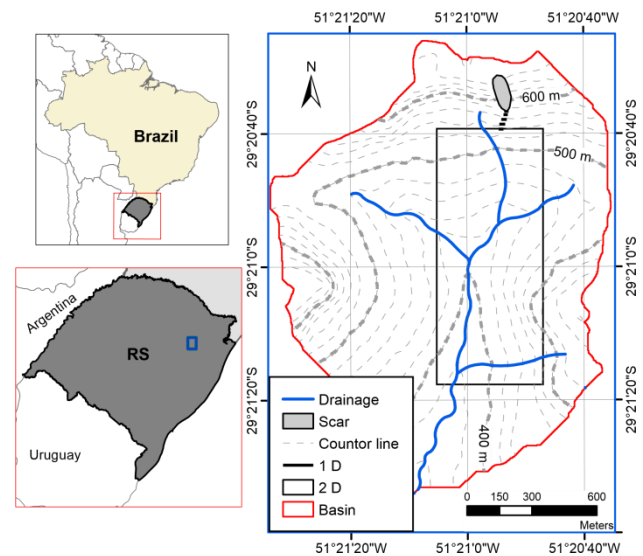 Brazil
Argentina
RS
Uruguay
51°21'20"O
51°21'0"O
51°20'40"O
N
600 m
500 m
400 m
29°20'40"S
29°21'0"S
29°21'20"S
29°20'40"S
29°21'0"S
29°21'20"S
Drainage
Scar
Countor line
1 D
2 D
Basin
0 150 300 600
Meters
51°21'20"O
51°21'0"O
51°20'40"O